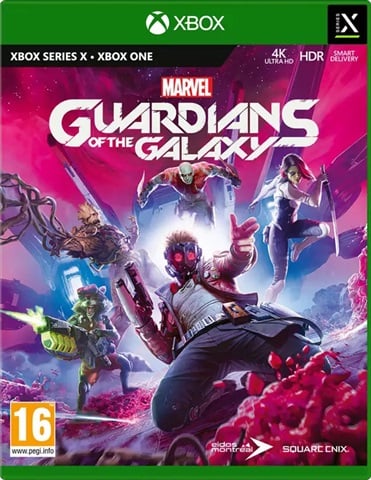 XBOX
SERIES X
XBOX SERIES X • XBOX ONE
4K
ULTRA HD
HDR
SMART
DELIVERY
MARVEL
GUARDIANS
OF THE
GALAXY
16
www.pegi.info
eidos
montréal
SQUARE ENIX